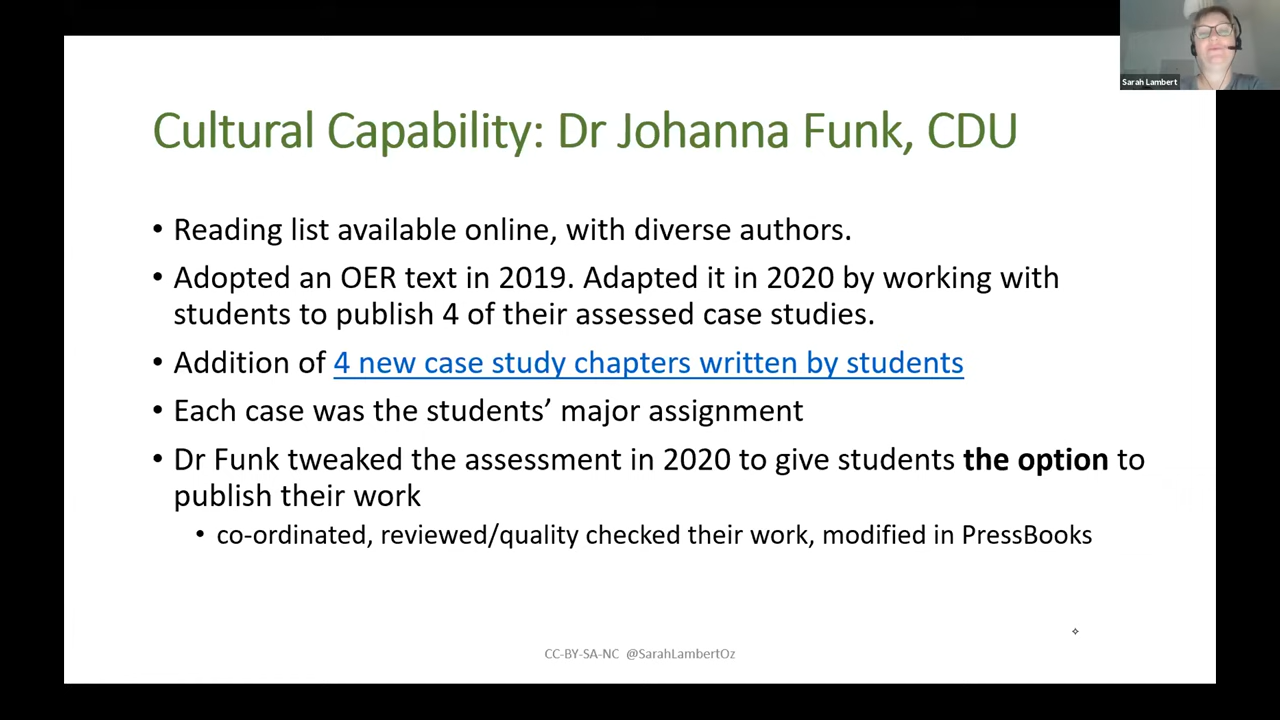 Sarah Lambert
Cultural Capability: Dr Johanna Funk, CDU
• Reading list available online, with diverse authors.
• Adopted an OER text in 2019. Adapted it in 2020 by working with
students to publish 4 of their assessed case studies.
• Addition of 4 new case study chapters written by students
• Each case was the students’ major assignment
• Dr Funk tweaked the assessment in 2020 to give students the option to
publish their work
• co-ordinated, reviewed/quality checked their work, modified in PressBooks
CC-BY-SA-NC @SarahLambertOz